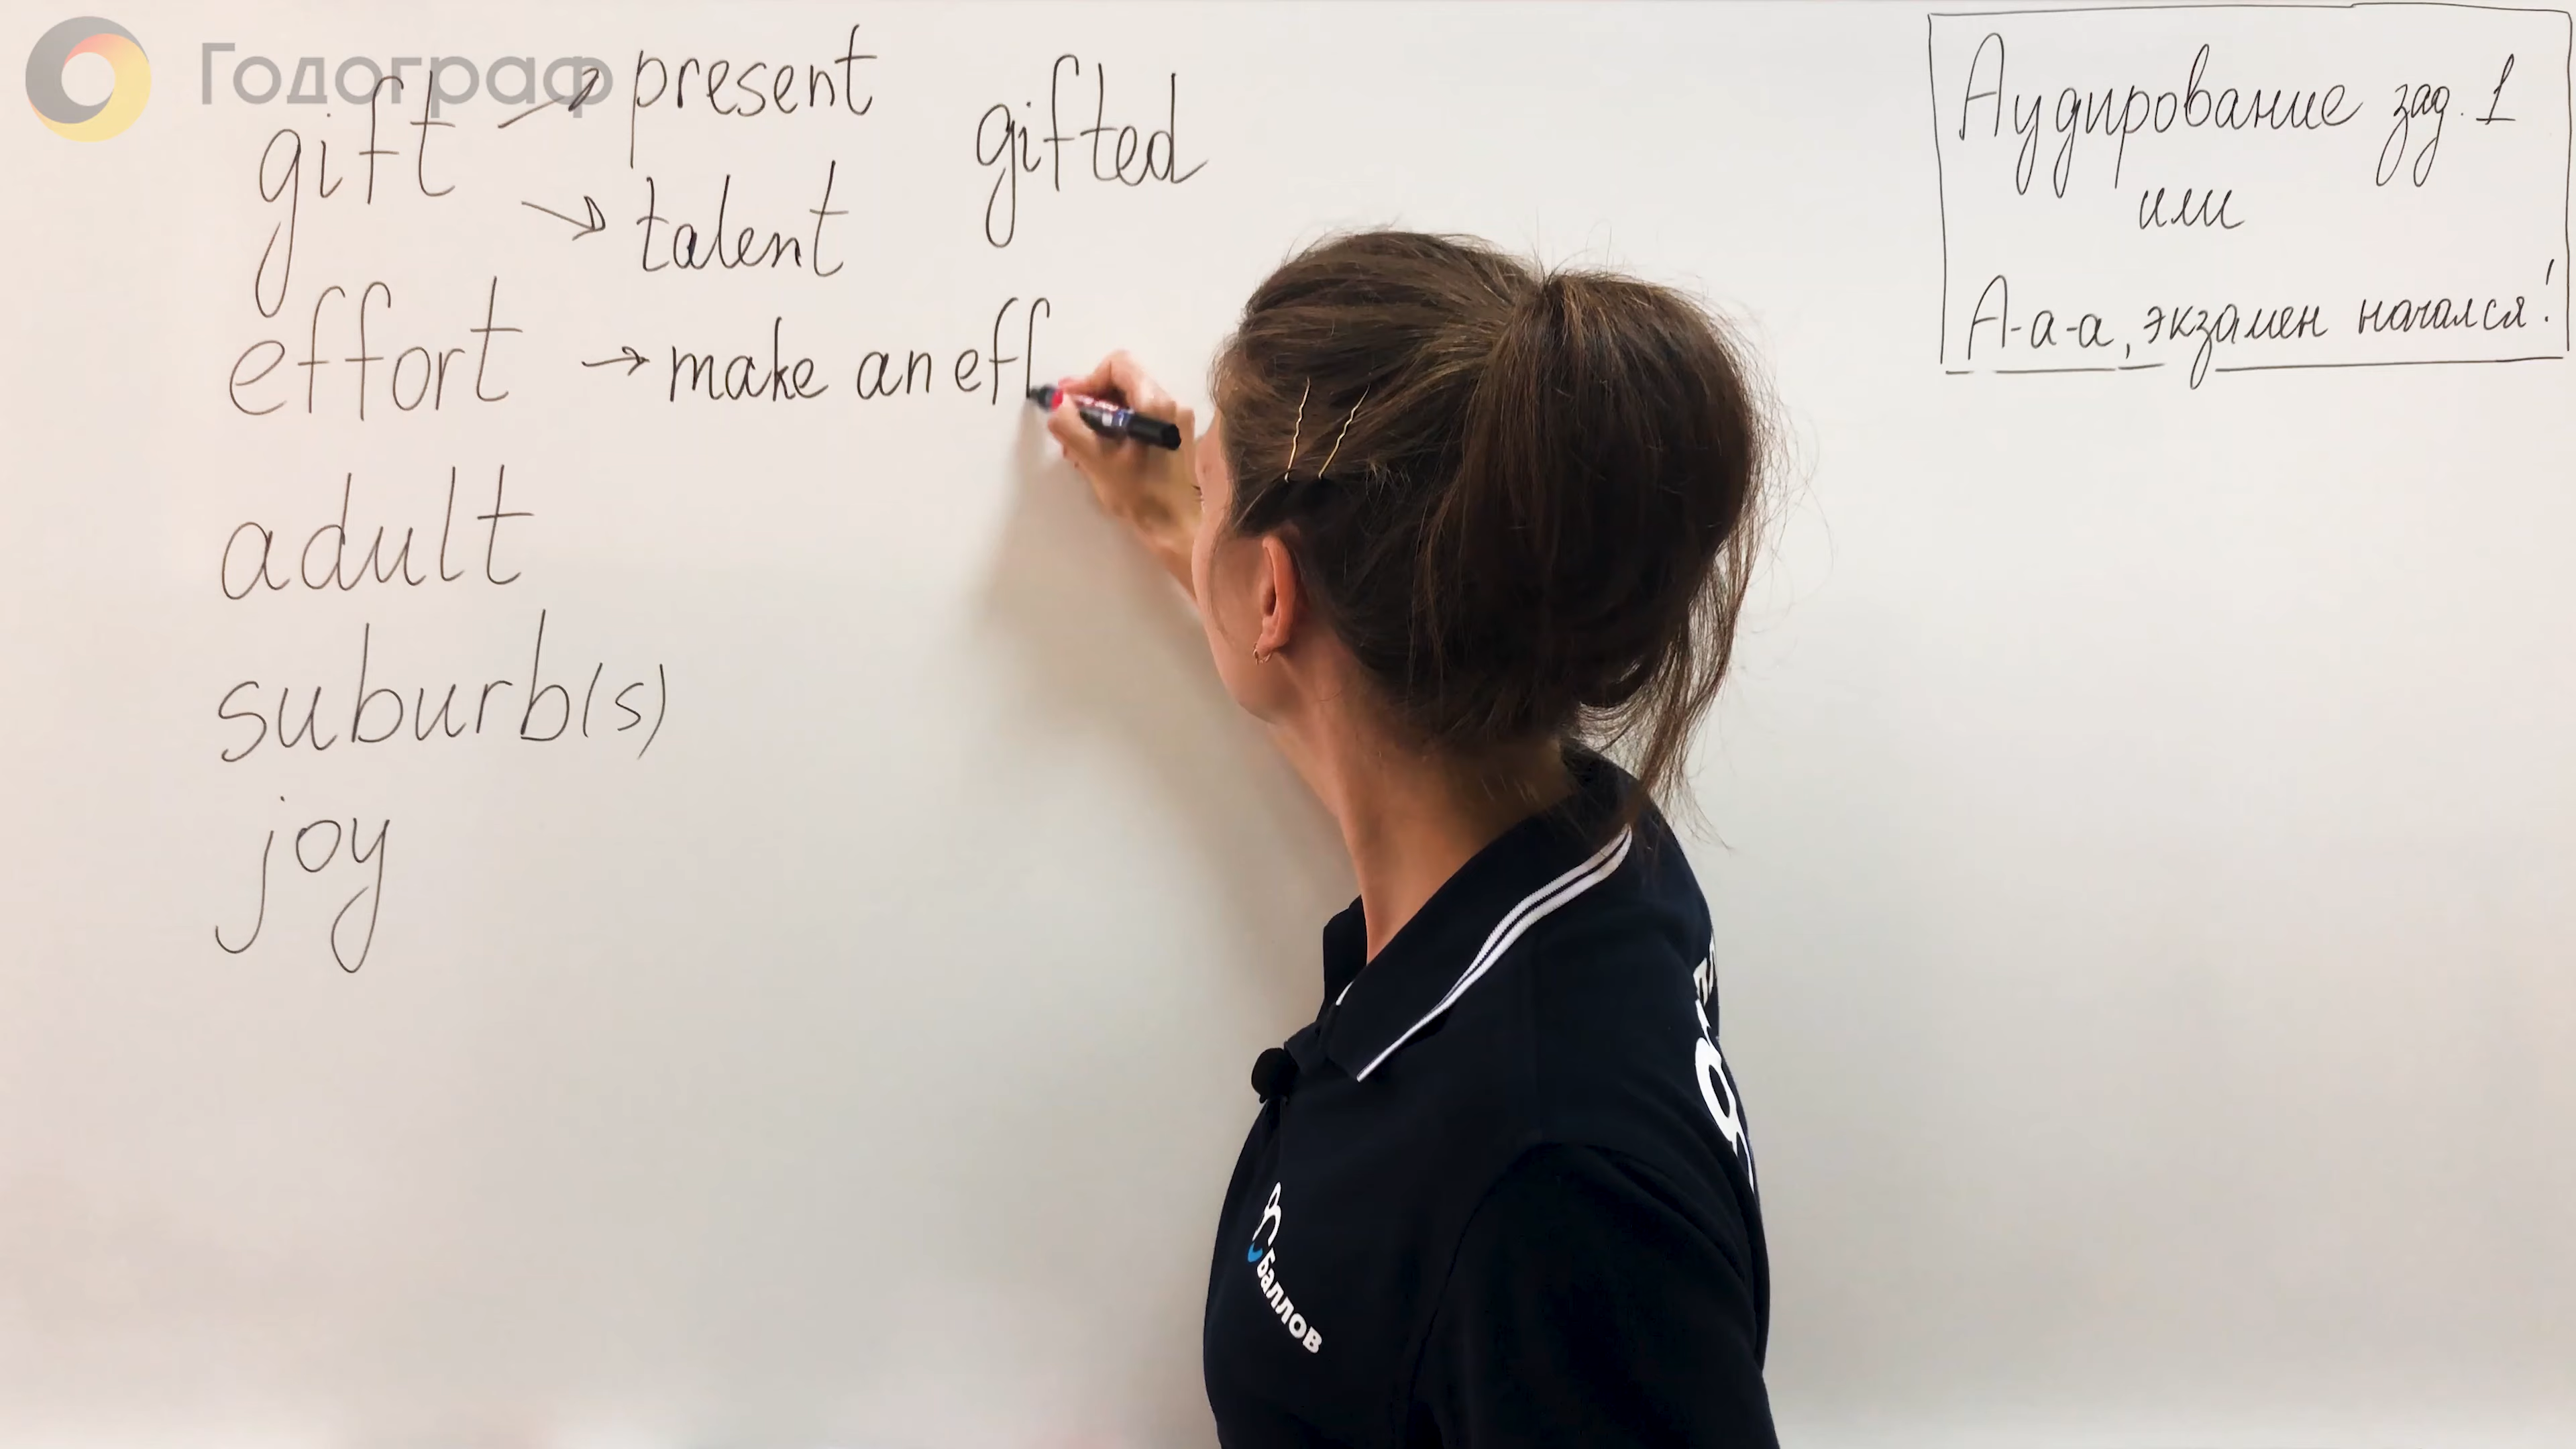 Годограф
gift → present
→ talent
gifted
effort → make an eff
adult
suburb(s)
joy
Аудирование зад. 1
или
А-а-а, экзамен начался!
баллов